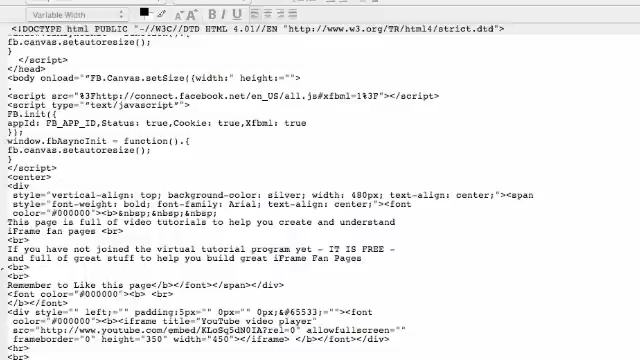 Variable Width
B I U
<!DOCTYPE html PUBLIC "-//W3C//DTD HTML 4.01//EN "http://www.w3.org/TR/html4/strict.dtd">
fb.canvas.setautoresize();
}
</script>
</head>
<body onload=""FB.Canvas.setSize({width:" height:="">
.
<script src="%3Fhttp://connect.facebook.net/en_US/all.js#xfbml=1%3F"></script>
<script type="”text/javascript”">
FB.init({
appId: FB_APP_ID,Status: true,Cookie: true,Xfbml: true
});
window.fbAsyncInit = function().{
fb.canvas.setautoresize();
}
</script>
<center>
<div
style="vertical-align: top; background-color: silver; width: 480px; text-align: center;"><span
style="font-weight: bold; font-family: Arial; text-align: center;"><font
color="#000000"><b>&nbsp;&nbsp;&nbsp;
This page is full of video tutorials to help you create and understand
iFrame fan pages <br>
<br>
If you have not joined the virtual tutorial program yet - IT IS FREE -
and full of great stuff to help you build great iFrame Fan Pages
<br>
<br>
Remember to Like this page</b></font></span></div>
<font color="#000000"><b> <br>
</b></font>
<div style="" left;="" padding:5px="" 0="" 0px;&#65533;=""><font
color="#000000"><b><iframe title="YouTube video player"
src="http://www.youtube.com/embed/KLoSg5dN0IA?rel=0" allowfullscreen=""
frameborder="0" height="350" width="450"></iframe> </b></font></div>
<hr>
<br>